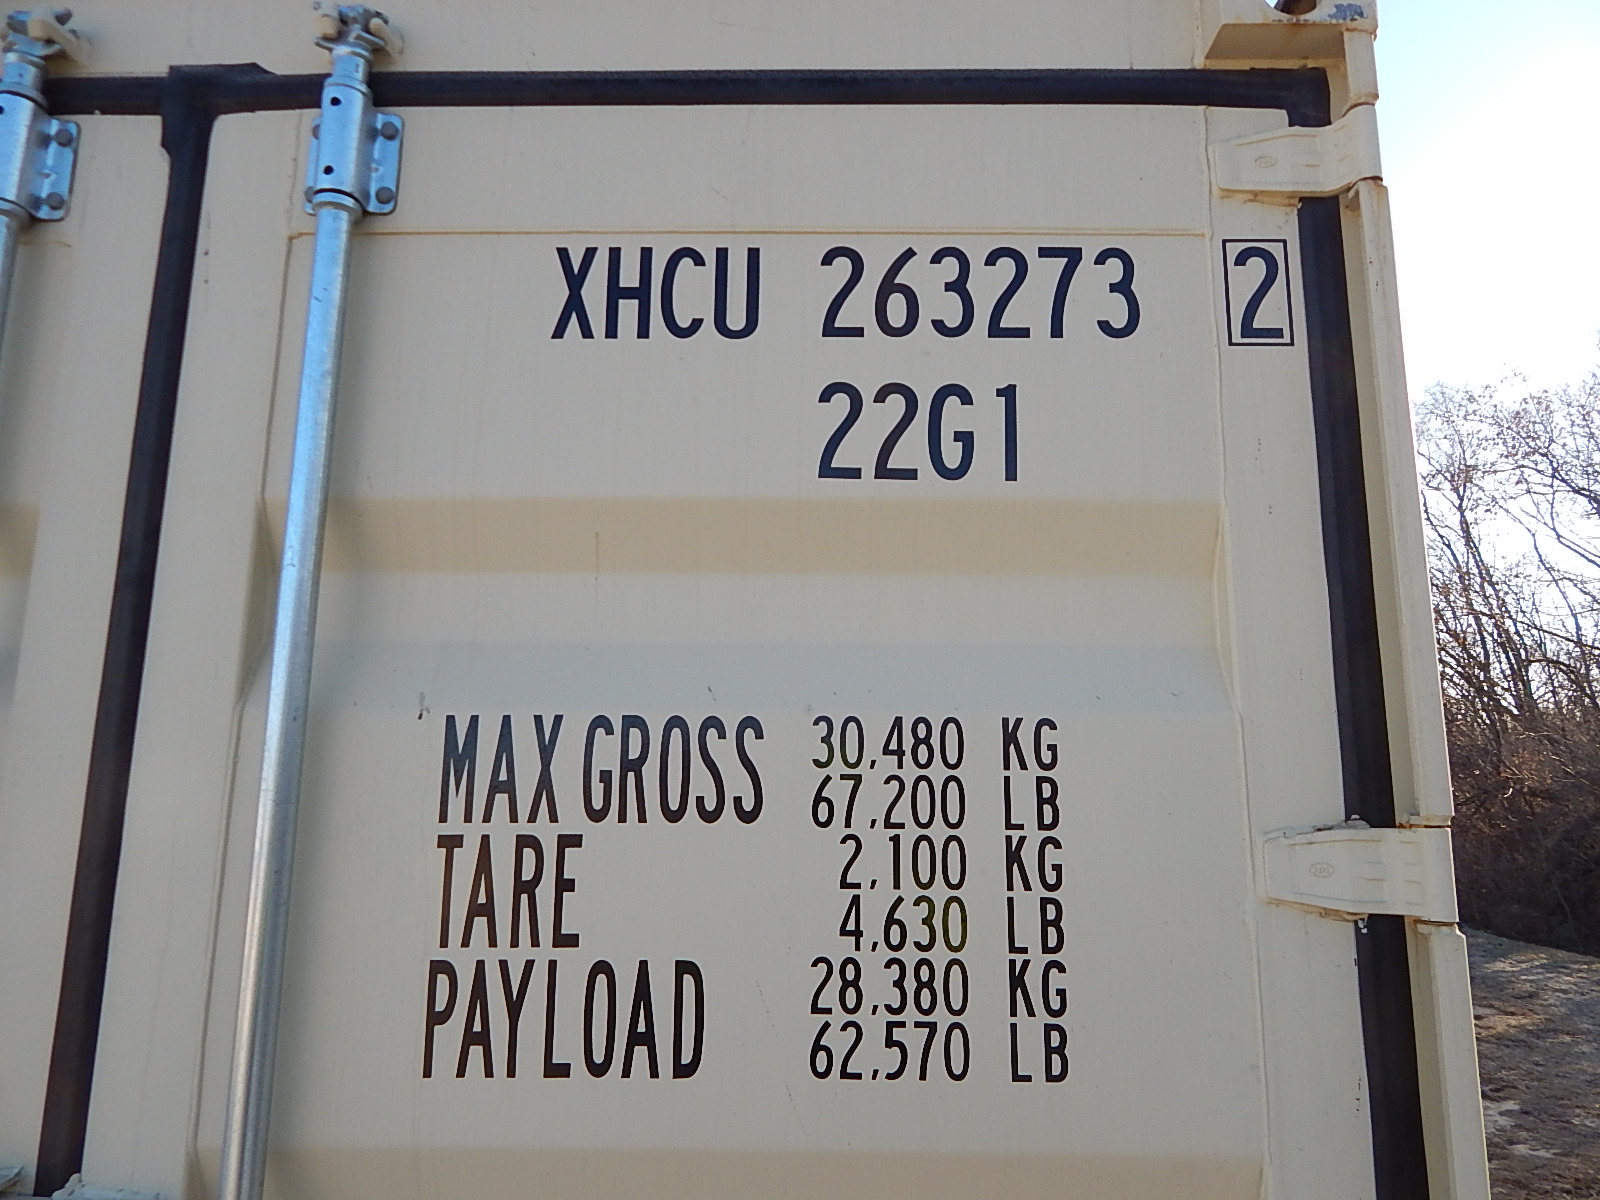 XHCU 263273 2
22G1
MAX GROSS 30,480 KG
67,200 LB
TARE 2,100 KG
4,630 LB
PAYLOAD 28,380 KG
62,570 LB